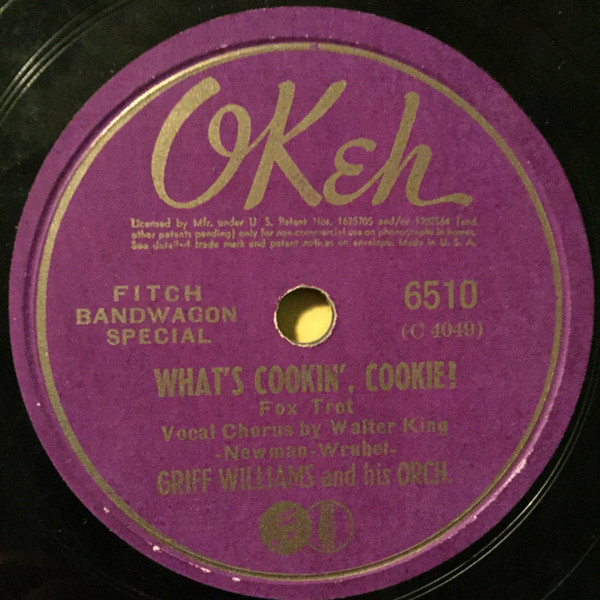 OKeh
Licensed by Mfr. under U. S. Patent Nos. 1625705 and/or 1702564 (and
other patents pending) only for non-commercial use on phonographs in homes.
See detailed trade mark and patent notices on envelope. Made in U. S. A.
FITCH
BANDWAGON
SPECIAL
6510
(C 4049)
WHAT'S COOKIN', COOKIE!
Fox Trot
Vocal Chorus by Walter King
-Newman-Wrubel-
GRIFF WILLIAMS and his ORCH.